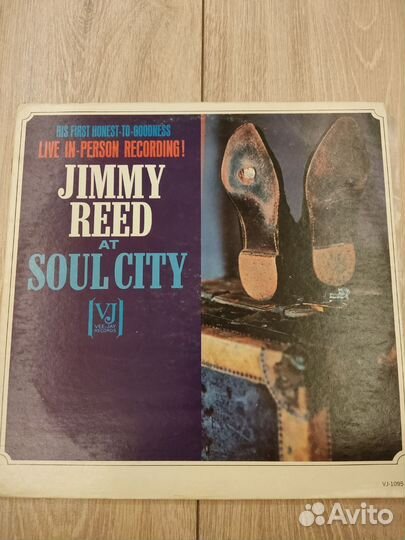 HIS FIRST HONEST-TO-GOODNESS
LIVE IN-PERSON RECORDING!
JIMMY
REED
AT
SOUL CITY
VJ
VEE-JAY
RECORDS
VJ-1095
Avito